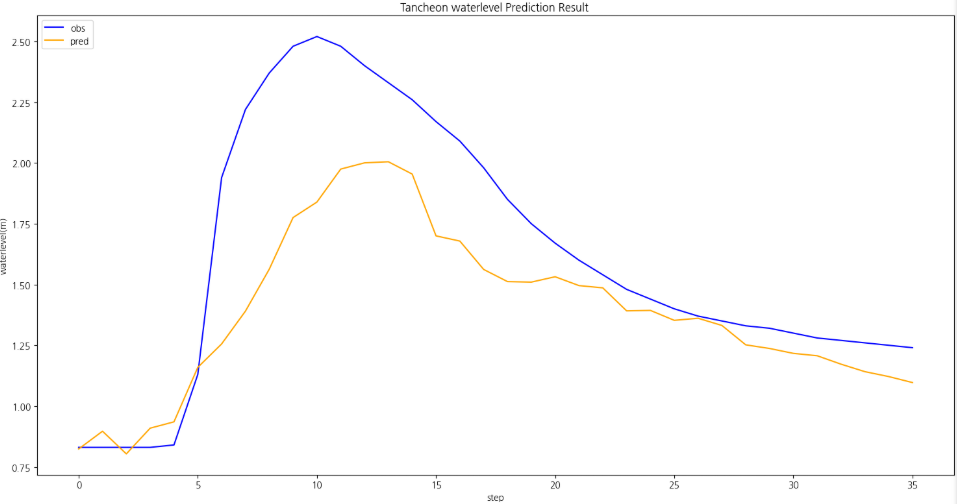 Tancheon waterlevel Prediction Result
obs
pred
2.50
2.25
2.00
1.75
1.50
1.25
1.00
0.75
waterlevel(m)
0 5 10 15 20 25 30 35
step